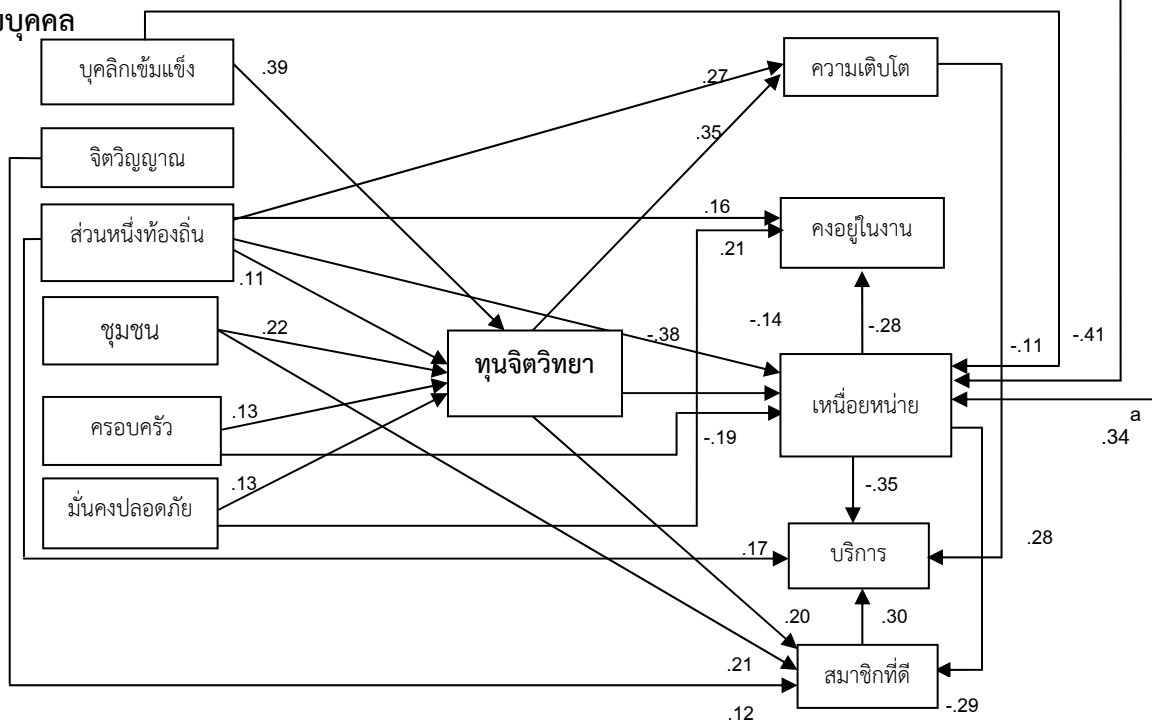 บุคคล
บุคลิกเข้มแข็ง
.39
ความเติบโต
.27
.35
จิตวิญญาณ
ส่วนหนึ่งท้องถิ่น
.16
คงอยู่ในงาน
.21
.11
ชุมชน
.22
-.38
-.14
-.28
-.11
-.41
ทุนจิตวิทยา
เหนื่อยหน่าย
a
.34
ครอบครัว
.13
-.19
มั่นคงปลอดภัย
.13
-.35
.17
บริการ
.28
.20
.30
.21
สมาชิกที่ดี
.12
-.29